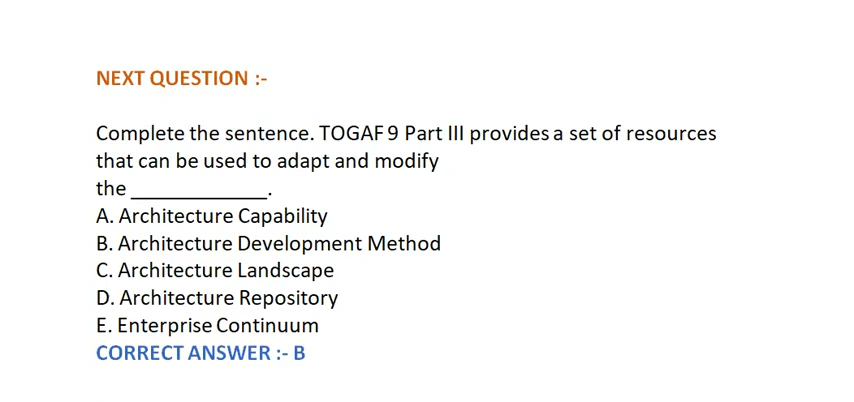 NEXT QUESTION :-
Complete the sentence. TOGAF 9 Part III provides a set of resources
that can be used to adapt and modify
the _____________.
A. Architecture Capability
B. Architecture Development Method
C. Architecture Landscape
D. Architecture Repository
E. Enterprise Continuum
CORRECT ANSWER :- B